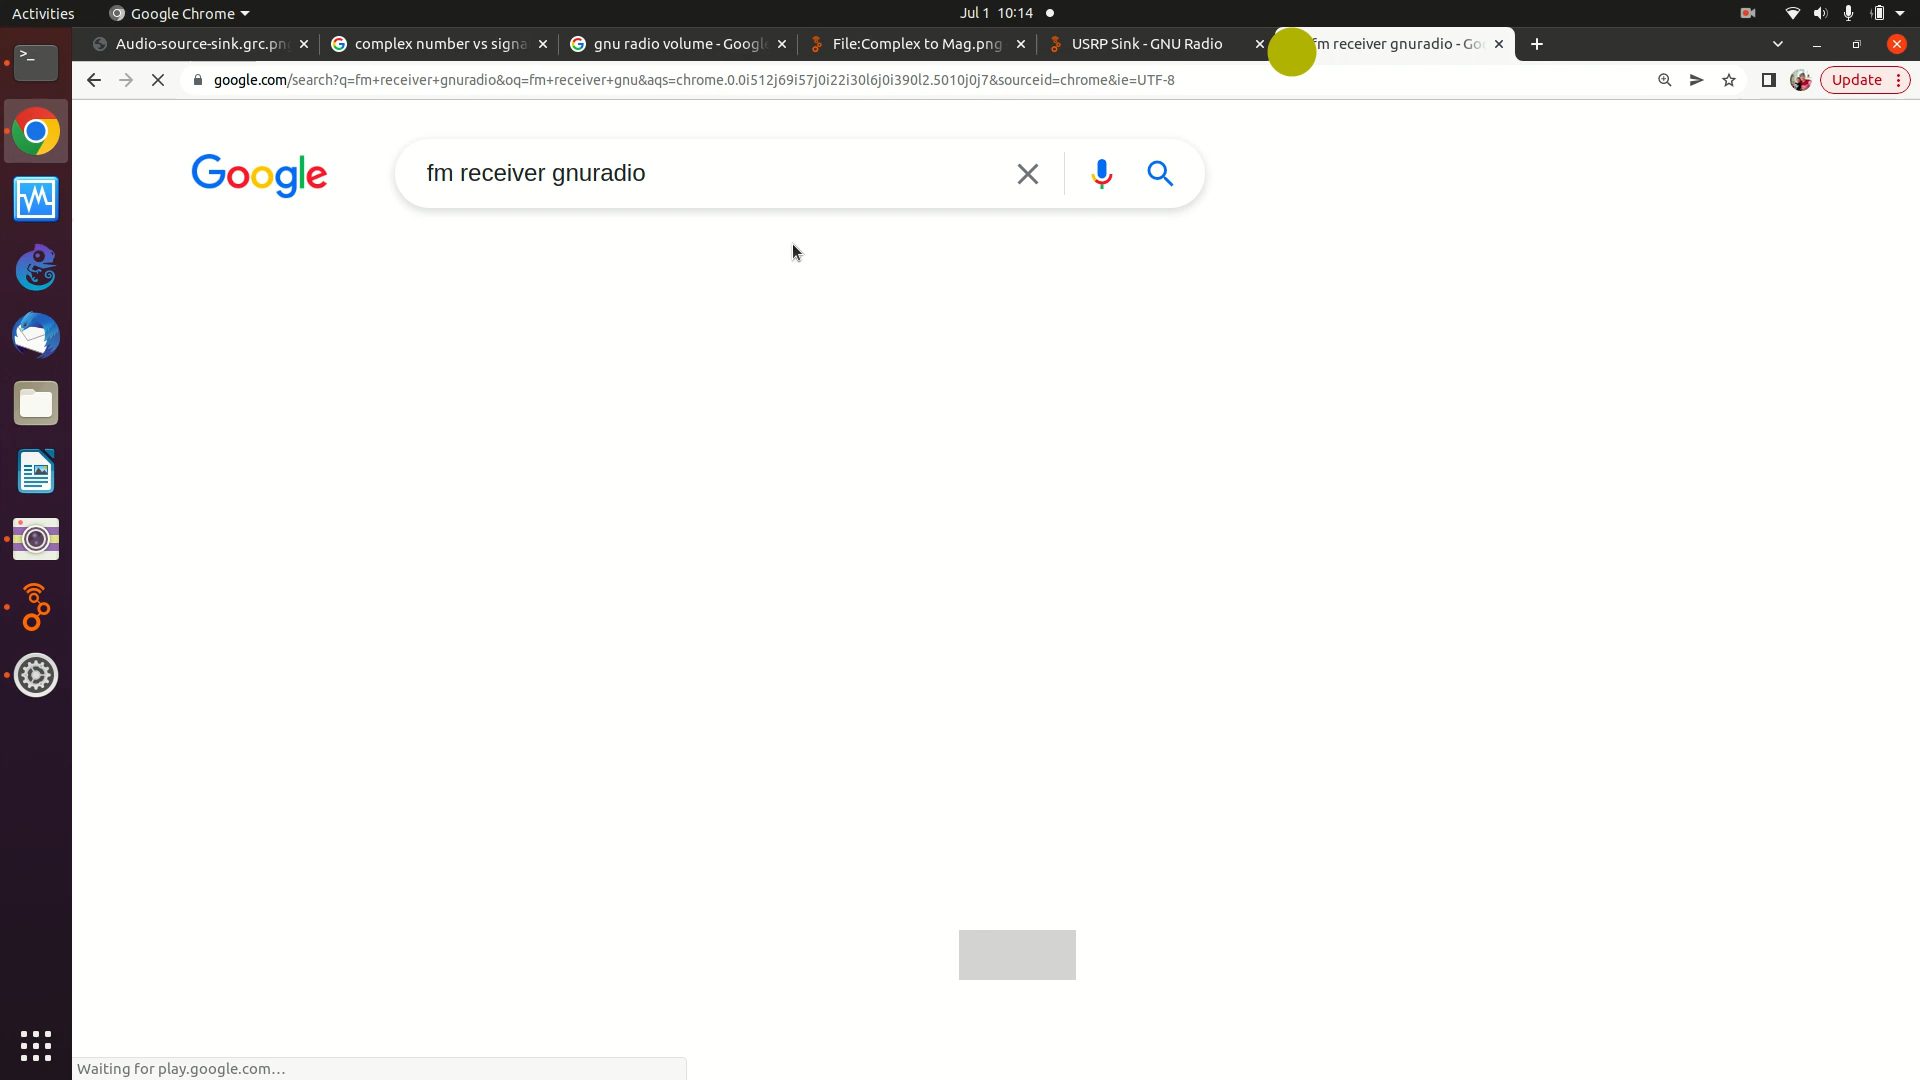 Activities
Google Chrome
Jul 1 10:14
Audio-source-sink.grc.pn
complex number vs signa
gnu radio volume - Googl
File:Complex to Mag.png
USRP Sink - GNU Radio
fm receiver gnuradio - Go
google.com/search?q=fm+receiver+gnuradio&oq=fm+receiver+gnu&aqs=chrome.0.0i512j69i57j0i22i30l6j0i390l2.5010j0j7&sourceid=chrome&ie=UTF-8
Update
Google
fm receiver gnuradio
Waiting for play.google.com…